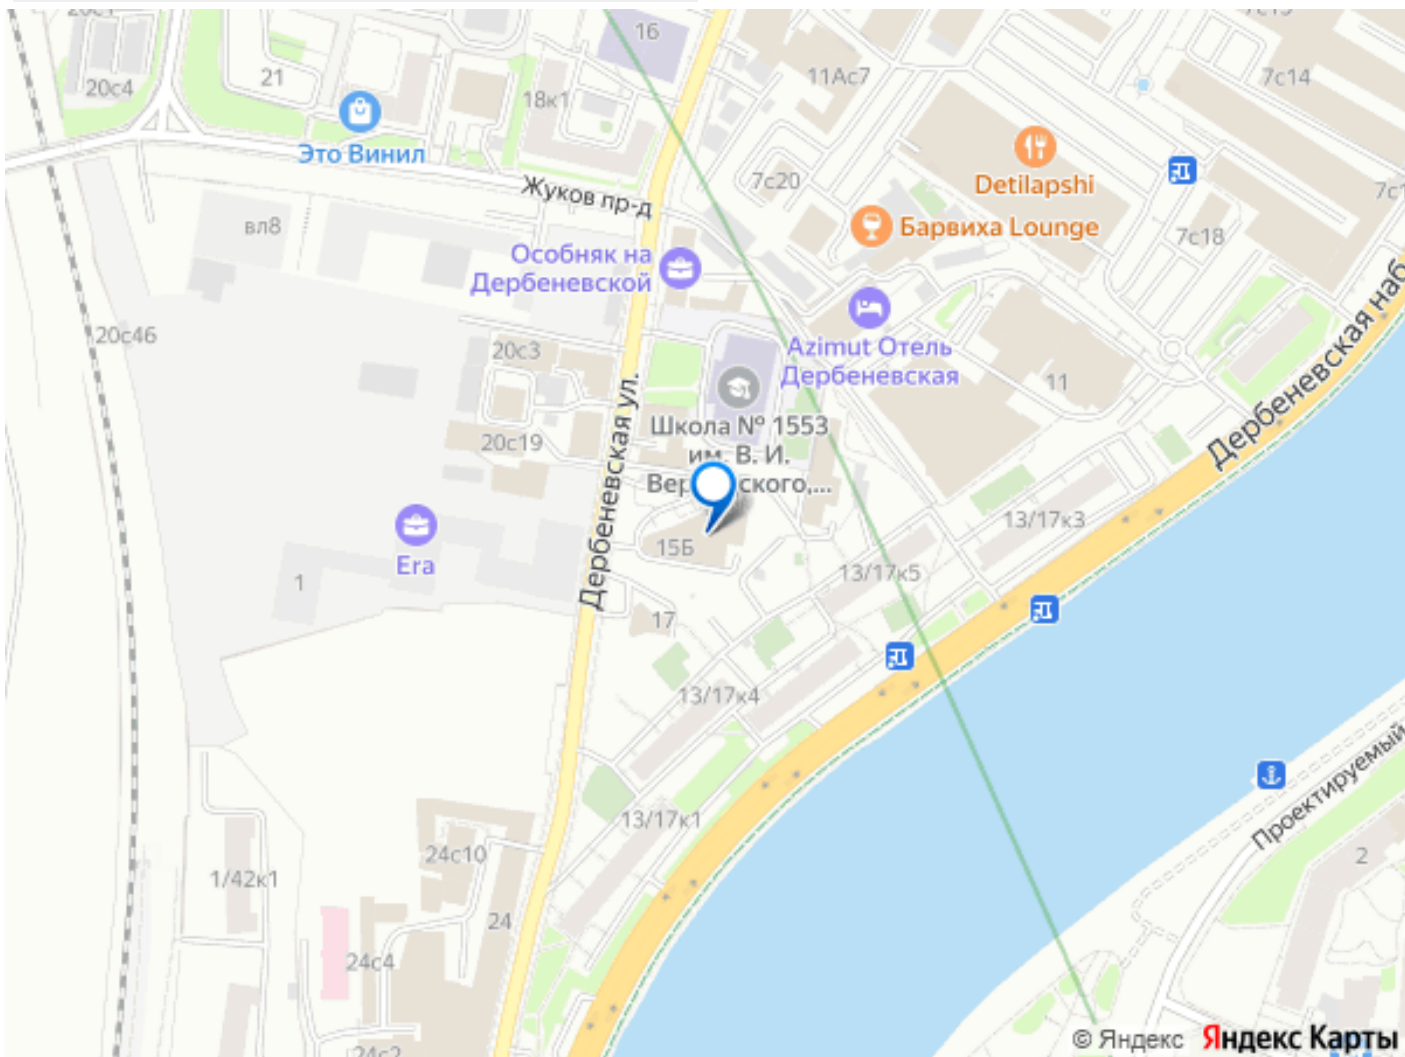 16
20с4
21
18к1
11Ас7
7с14
Это Винил
Detilapshi
Жуков пр-д
7с20
вл8
Барвиха Lounge
7с18
Особняк на
Дербеневской
20с46
20с3
Azimut Отель
Дербеневская
11
Дербеневская наб.
Дербеневская ул.
20с19
Школа № 1553
им. В. И.
13/17к3
15Б
Era
1
13/17к5
17
13/17к4
13/17к1
Проектируемый
24с10
2
1/42к1
24
24с4
24с2
© Яндекс Яндекс Карты